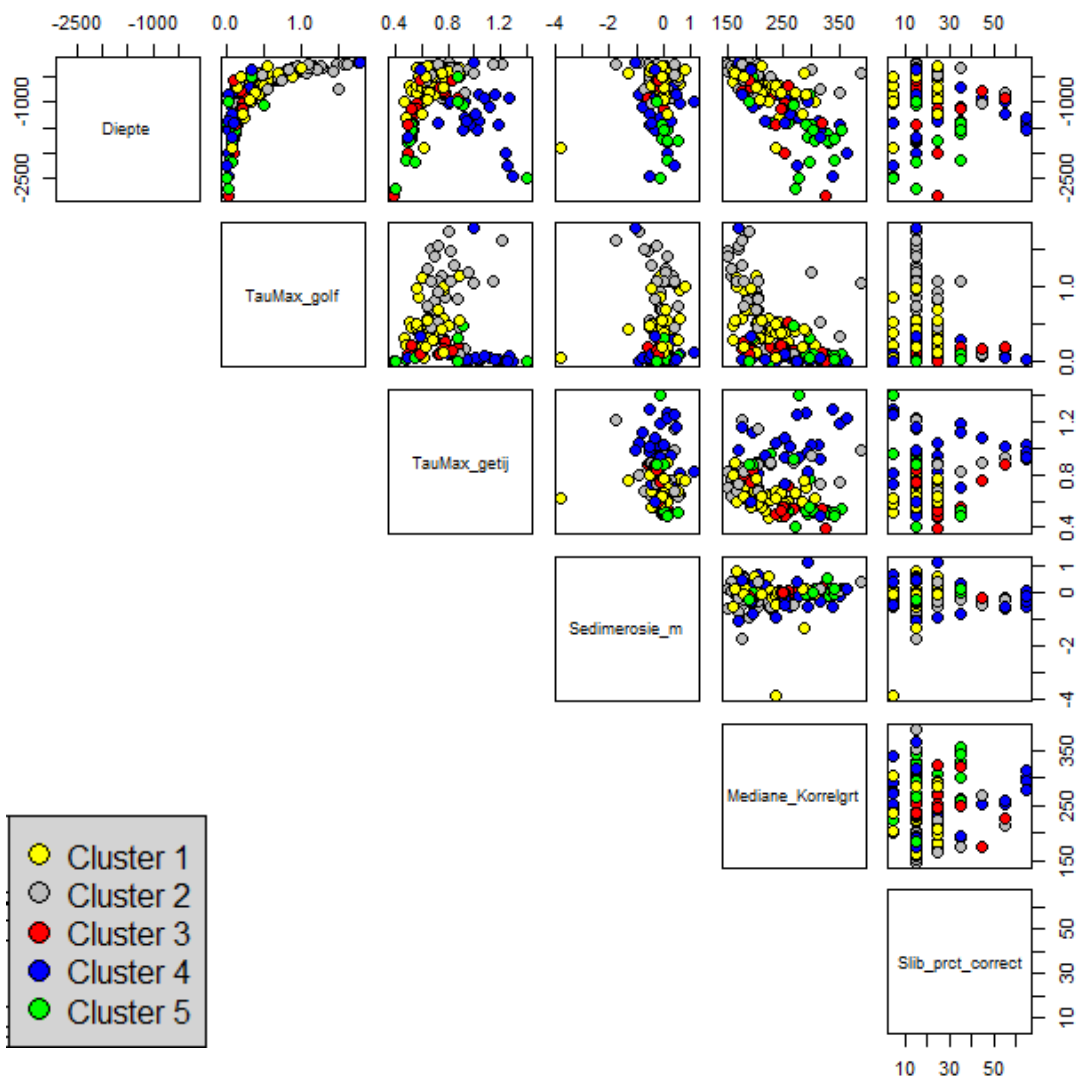 -2500 -1000 0.0 1.0 0.4 0.8 1.2 -4 -2 0 150 250 350 10 30 50
Diepte
-2500 -1000
-2500 -1000
TauMax_golf
0.0 1.0
TauMax_getij
0.4 0.8 1.2
Sedimerosie_m
-4 -2 0 1
Mediane_Korrelgrt
150 250 350
Cluster 1
Cluster 2
Cluster 3
Cluster 4
Cluster 5
Slib_prct_correct
10 30 50
10 30 50